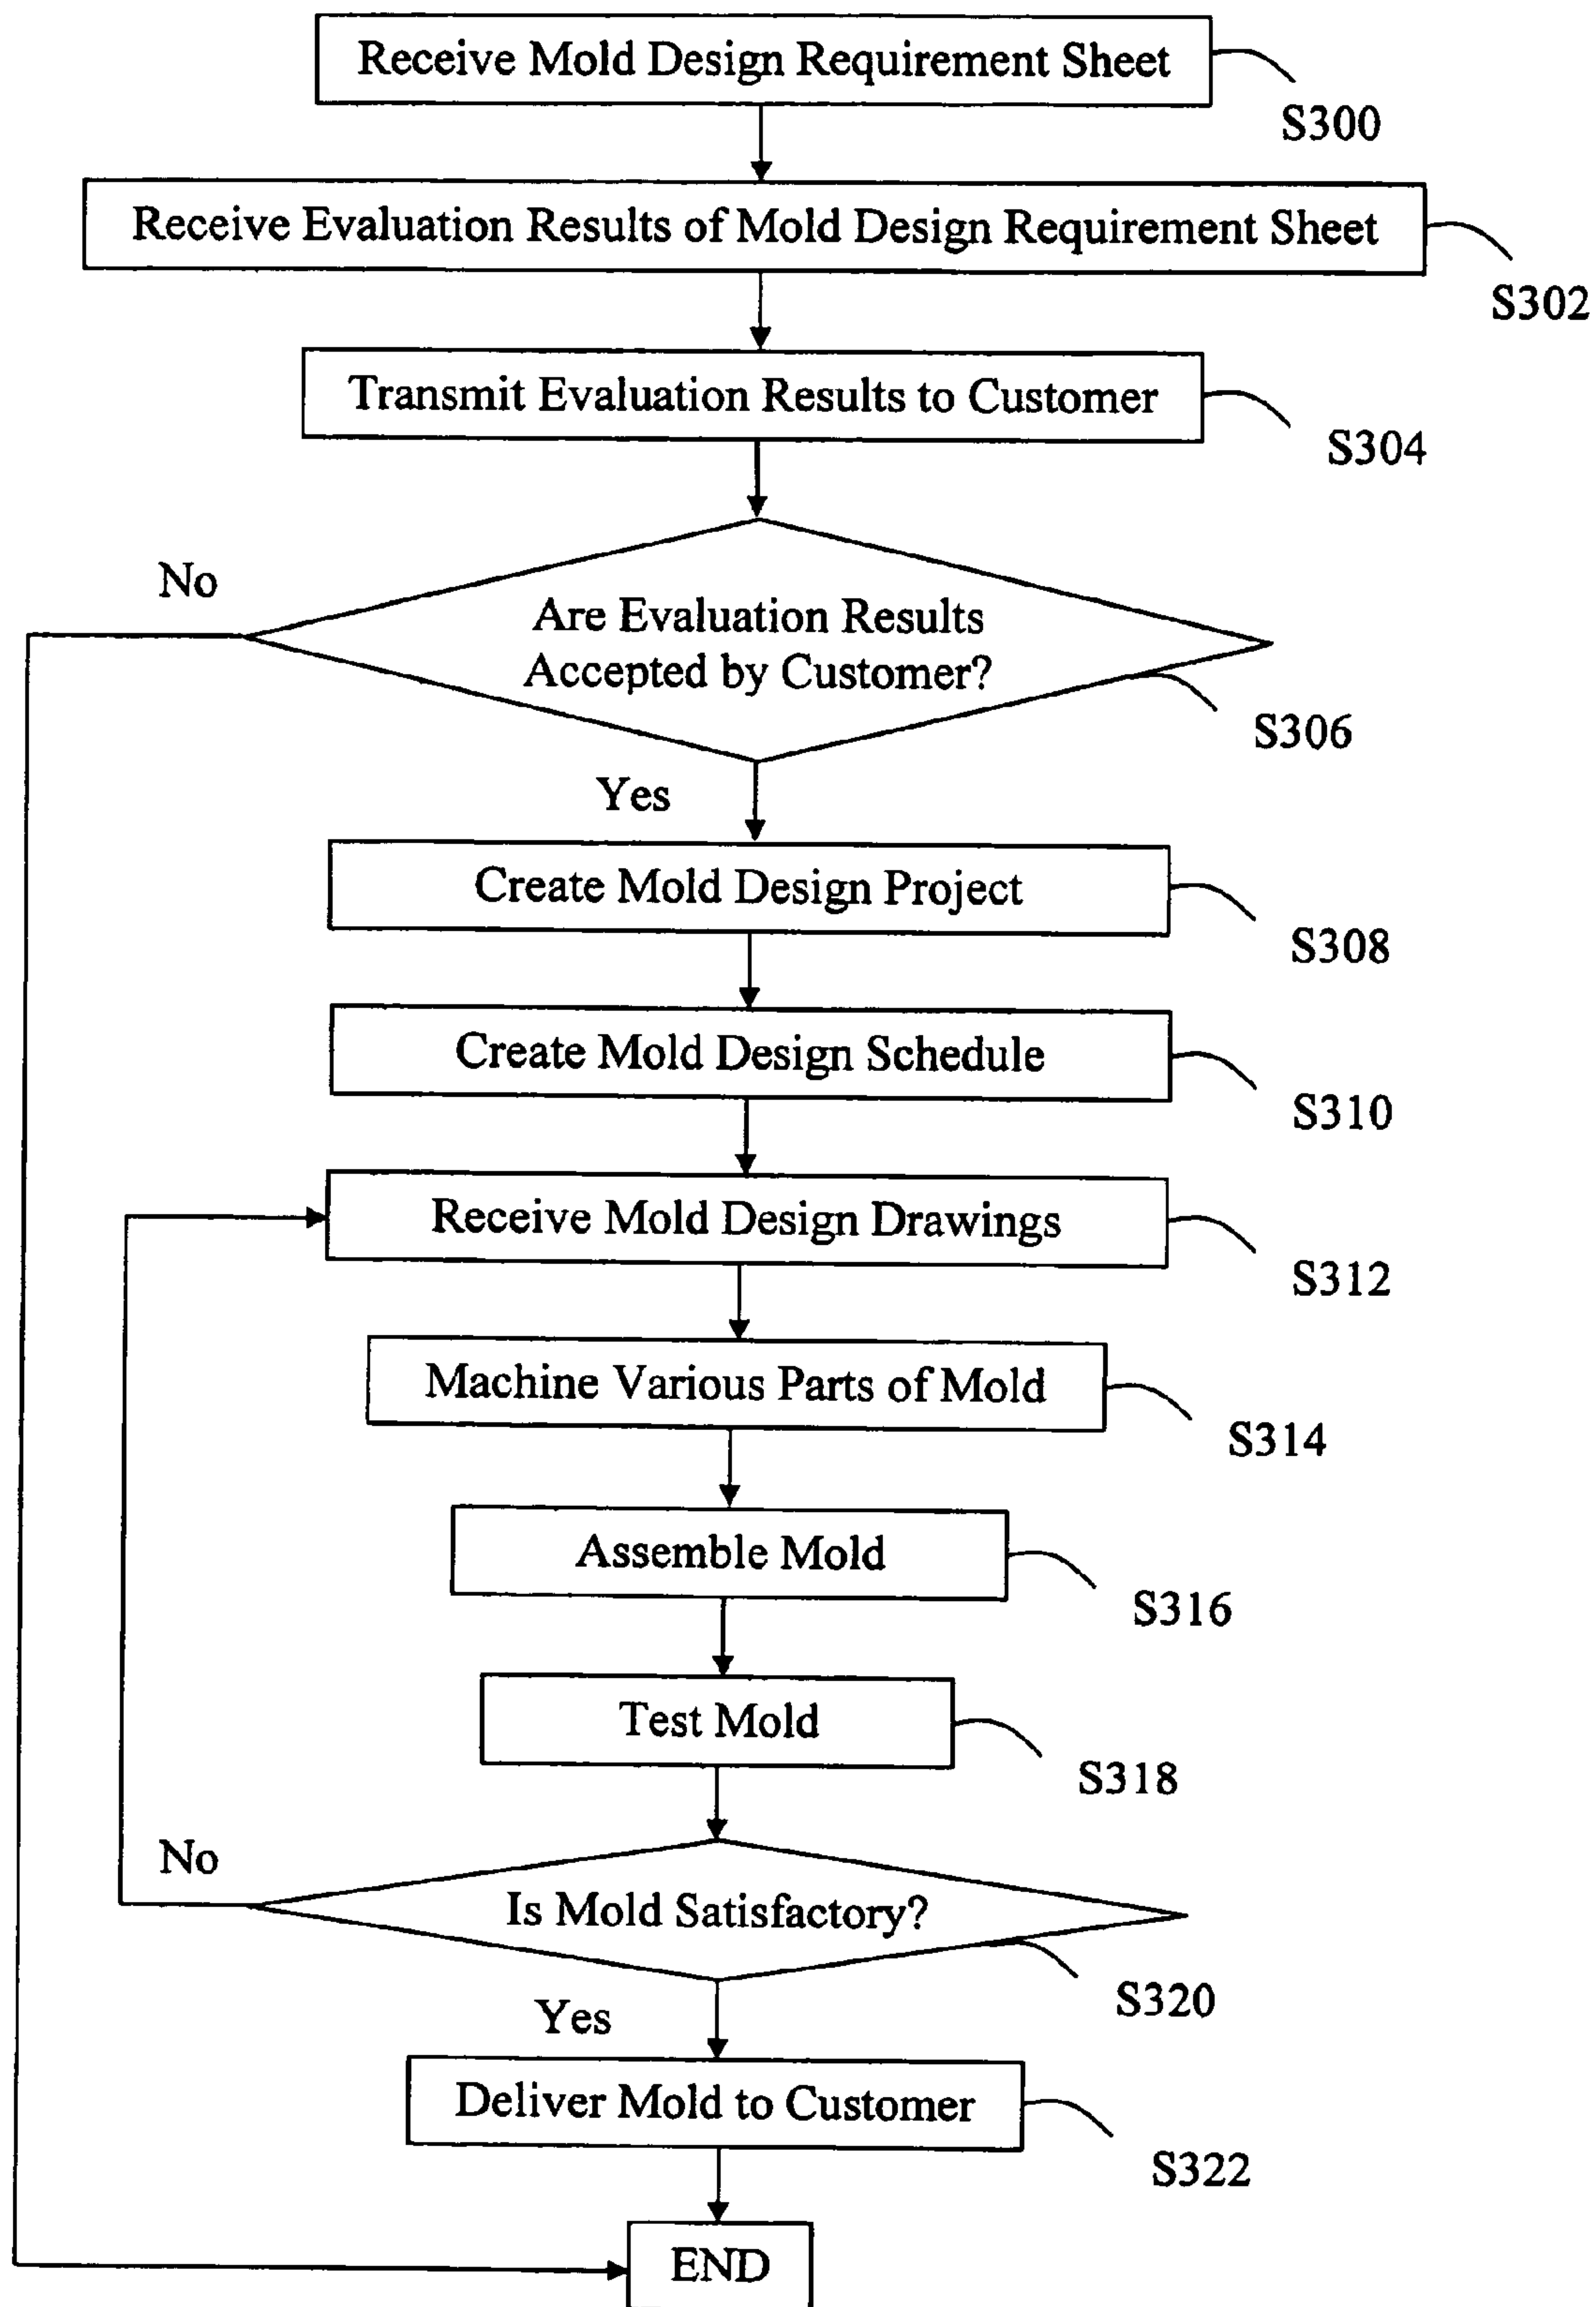 Receive Mold Design Requirement Sheet
S300
Receive Evaluation Results of Mold Design Requirement Sheet
S302
Transmit Evaluation Results to Customer
S304
No
Are Evaluation Results
Accepted by Customer?
S306
Yes
Create Mold Design Project
S308
Create Mold Design Schedule
S310
Receive Mold Design Drawings
S312
Machine Various Parts of Mold
S314
Assemble Mold
S316
Test Mold
S318
No
Is Mold Satisfactory?
S320
Yes
Deliver Mold to Customer
S322
END